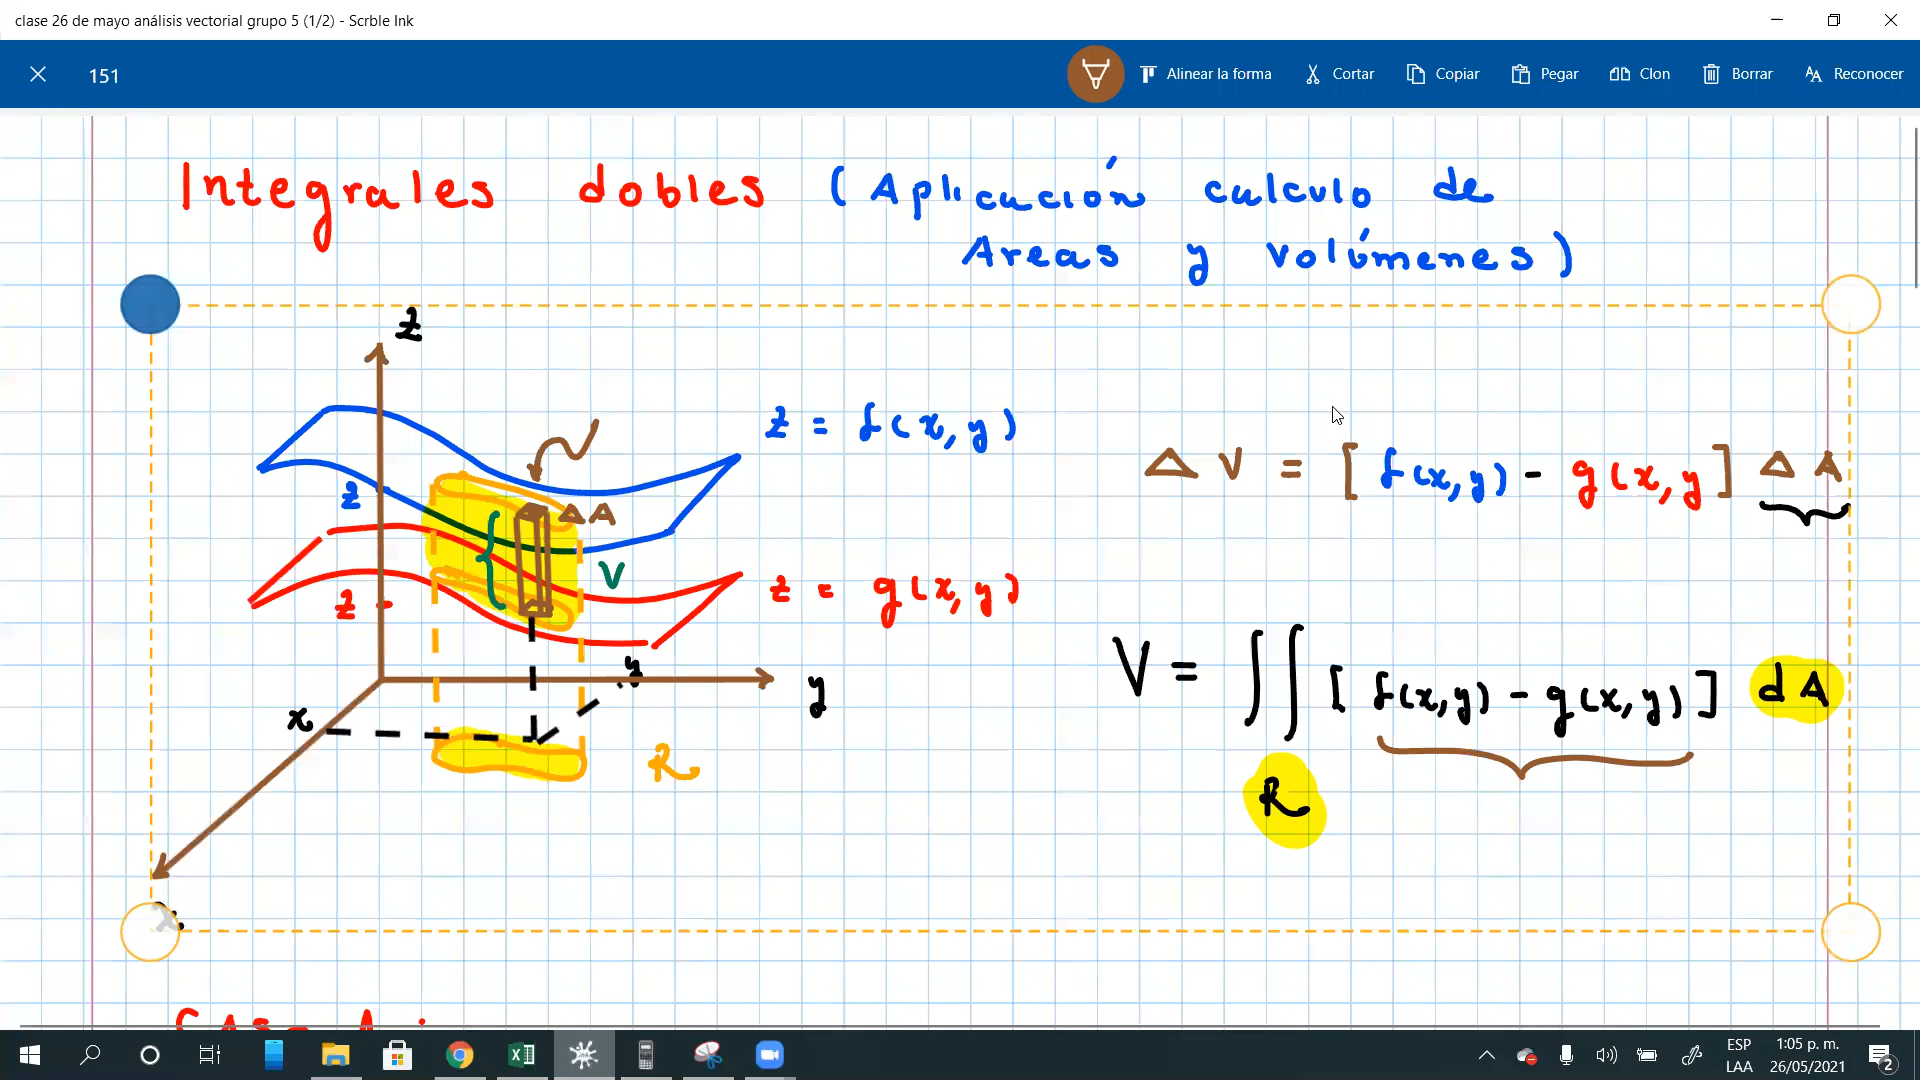 clase 26 de mayo análisis vectorial grupo 5 (1/2) - Scrble Ink
151
Alinear la forma
Cortar
Copiar
Pegar
Clon
Borrar
Reconocer
Integrales dobles (Aplicación calculo de
Areas y volúmenes)
z
z = f(x,y)
ΔV = [f(x,y) - g(x,y] ΔA
z
ΔA
V
z
z = g(x,y)
y
V = ∬ [f(x,y) - g(x,y)] dA
R
x
y
R
x
ESP
LAA
1:05 p. m.
26/05/2021
2